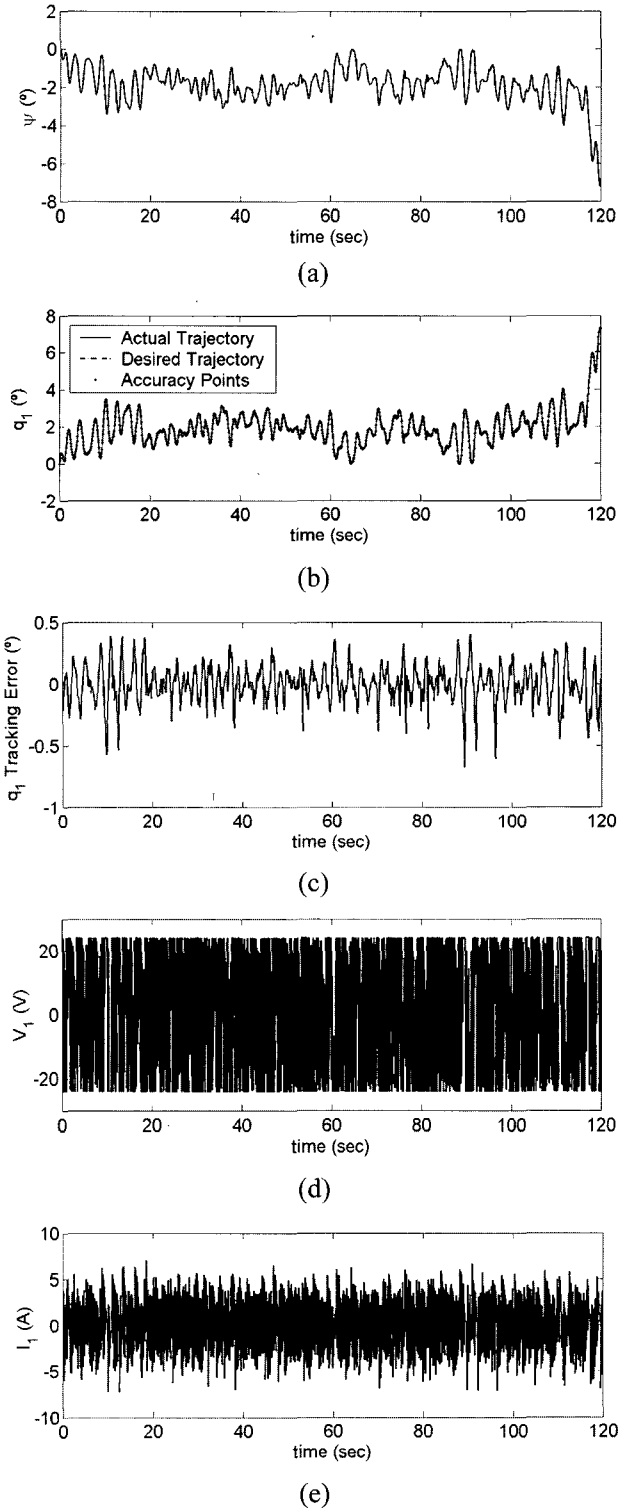 2
0
-2
-4
-6
-8
ψ (º)
0 20 40 60 80 100 120
time (sec)
(a)
8
6
4
2
0
-2
q₁ (º)
Actual Trajectory
Desired Trajectory
Accuracy Points
0 20 40 60 80 100 120
time (sec)
(b)
0.5
0
-0.5
-1
q₁ Tracking Error (º)
0 20 40 60 80 100 120
time (sec)
(c)
20
0
-20
V₁ (V)
0 20 40 60 80 100 120
time (sec)
(d)
10
5
0
-5
-10
I₁ (A)
0 20 40 60 80 100 120
time (sec)
(e)